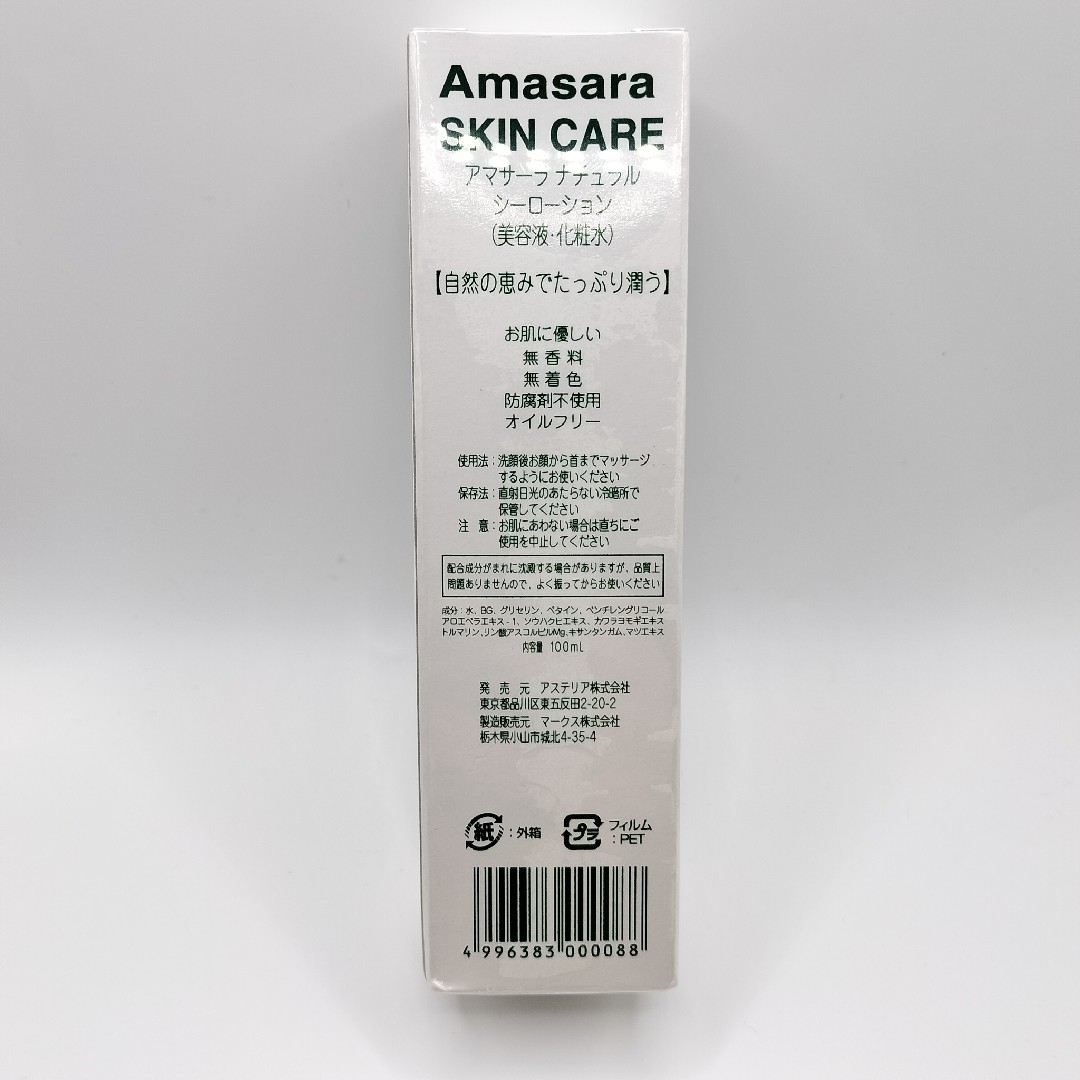 Amasara
SKIN CARE
アマサーラ ナチュラル
シーローション
(美容液・化粧水)
【自然の恵みでたっぷり潤う】
お肌に優しい
無香料
無着色
防腐剤不使用
オイルフリー
使用法：洗顔後お顔から首までマッサージ
するようにお使いください
保存法：直射日光のあたらない冷暗所で
保管してください
注 意：お肌にあわない場合は直ちにご
使用を中止してください
配合成分がまれに沈殿する場合がありますが、品質上
問題ありませんので、よく振ってからお使いください
成分：水、BG、グリセリン、ベタイン、ペンチレングリコール
アロエベラエキス-1、ソウハクヒエキス、カワラヨモギエキス
トルマリン、リン酸アスコルビルMg、キサンタンガム、マツエキス
内容量 100mL
発 売 元 アステリア株式会社
東京都品川区東五反田2-20-2
製造販売元 マークス株式会社
栃木県小山市城北4-35-4
紙：外箱
プラ フィルム
：PET
4 996383 000088